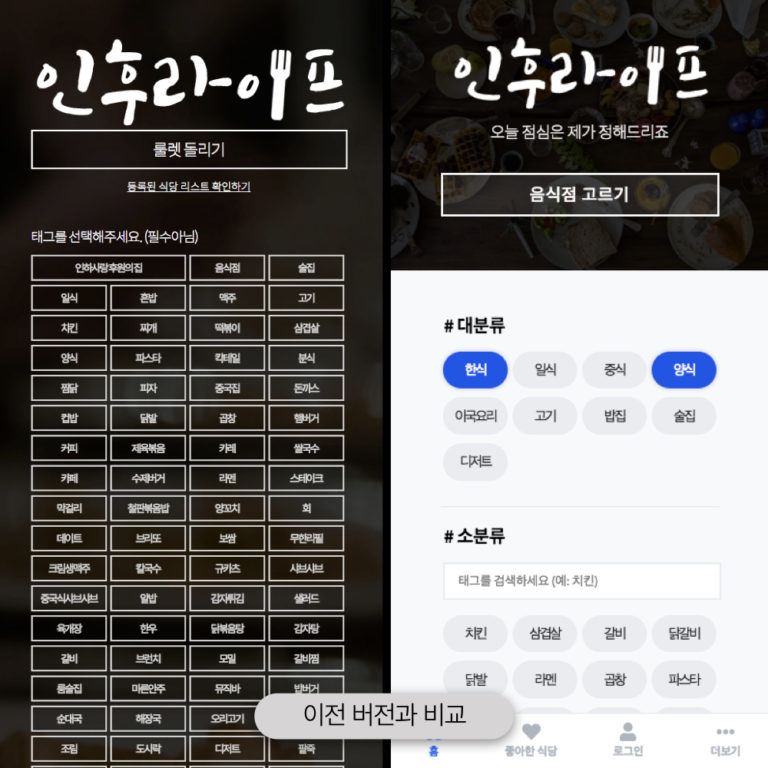 인후라이프
룰렛 돌리기
등록된 식당 리스트 확인하기
태그를 선택해주세요. (필수아님)
인하사랑후원의집 음식점 술집
일식 혼밥 맥주 고기
치킨 찌개 떡볶이 삼겹살
양식 파스타 칵테일 분식
찜닭 피자 중국집 돈까스
컵밥 닭발 곱창 햄버거
커피 제육볶음 카레 쌀국수
카페 수제버거 라멘 스테이크
막걸리 철판볶음밥 양꼬치 회
데이트 브리또 보쌈 무한리필
크림생맥주 칼국수 규카츠 샤브샤브
중국식샤브샤브 알밥 감자튀김 샐러드
육개장 한우 닭볶음탕 감자탕
갈비 브런치 모밀 갈비찜
룸술집 마른안주 뮤직바 밥버거
순대국 해장국 오리고기
조림 도시락 디저트 팥죽
인후라이프
오늘 점심은 제가 정해드리죠
음식점 고르기
# 대분류
한식 일식 중식 양식
이국요리 고기 밥집 술집
디저트
# 소분류
태그를 검색하세요 (예: 치킨)
치킨 삼겹살 갈비 닭갈비
닭발 라멘 곱창 파스타
홈 좋아한 식당 로그인 더보기
이전 버전과 비교